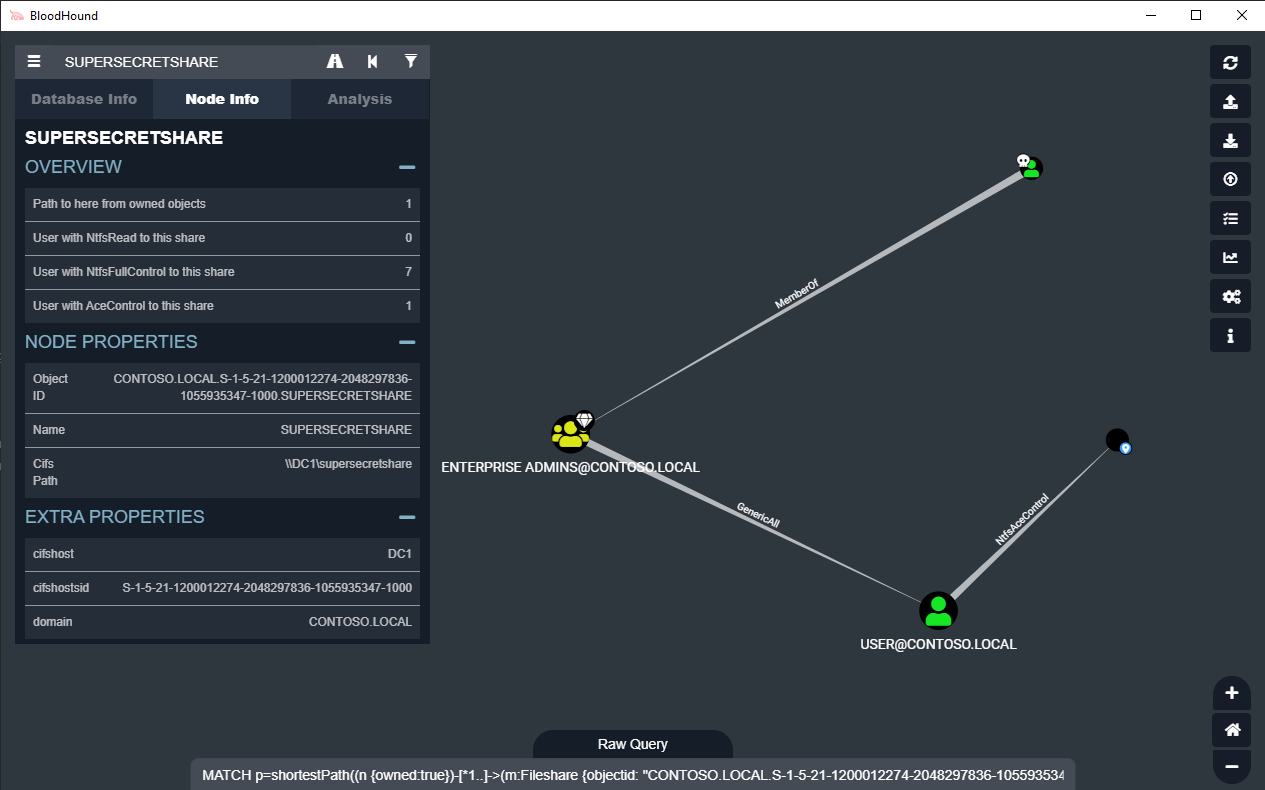 BloodHound
SUPERSECRETSHARE
Database Info Node Info Analysis
SUPERSECRETSHARE
OVERVIEW
Path to here from owned objects 1
User with NtfsRead to this share 0
User with NtfsFullControl to this share 7
User with AceControl to this share 1
NODE PROPERTIES
Object CONTOSO.LOCAL.S-1-5-21-1200012274-2048297836-
ID 1055935347-1000.SUPERSECRETSHARE
Name SUPERSECRETSHARE
Cifs \\DC1\supersecretshare
Path
EXTRA PROPERTIES
cifshost DC1
cifshostsid S-1-5-21-1200012274-2048297836-1055935347-1000
domain CONTOSO.LOCAL
MemberOf
ENTERPRISE ADMINS@CONTOSO.LOCAL
GenericAll
NtfsAceControl
USER@CONTOSO.LOCAL
Raw Query
MATCH p=shortestPath((n {owned:true})-[*1..]->(m:Fileshare {objectid: "CONTOSO.LOCAL.S-1-5-21-1200012274-2048297836-105593534